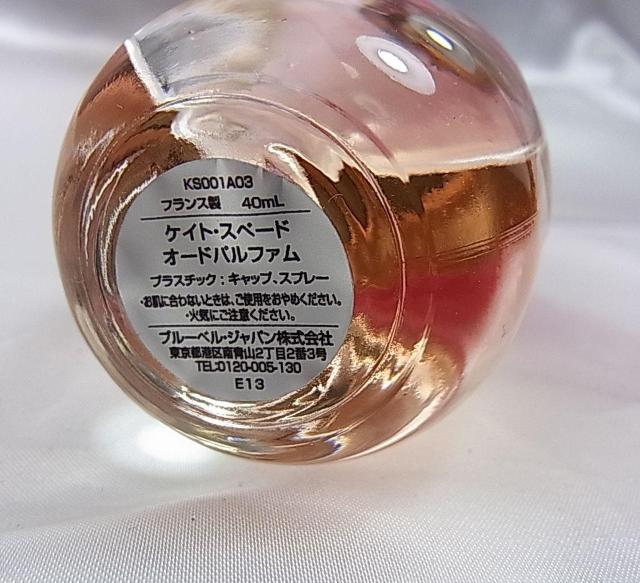 KS001A03
フランス製 40mL
ケイト・スペード
オードパルファム
プラスチック：キャップ、スプレー
・お肌に合わないときは、ご使用をおやめください。
・火気にご注意ください。
ブルーベル・ジャパン株式会社
東京都港区南青山2丁目2番3号
TEL:0120-005-130
E13